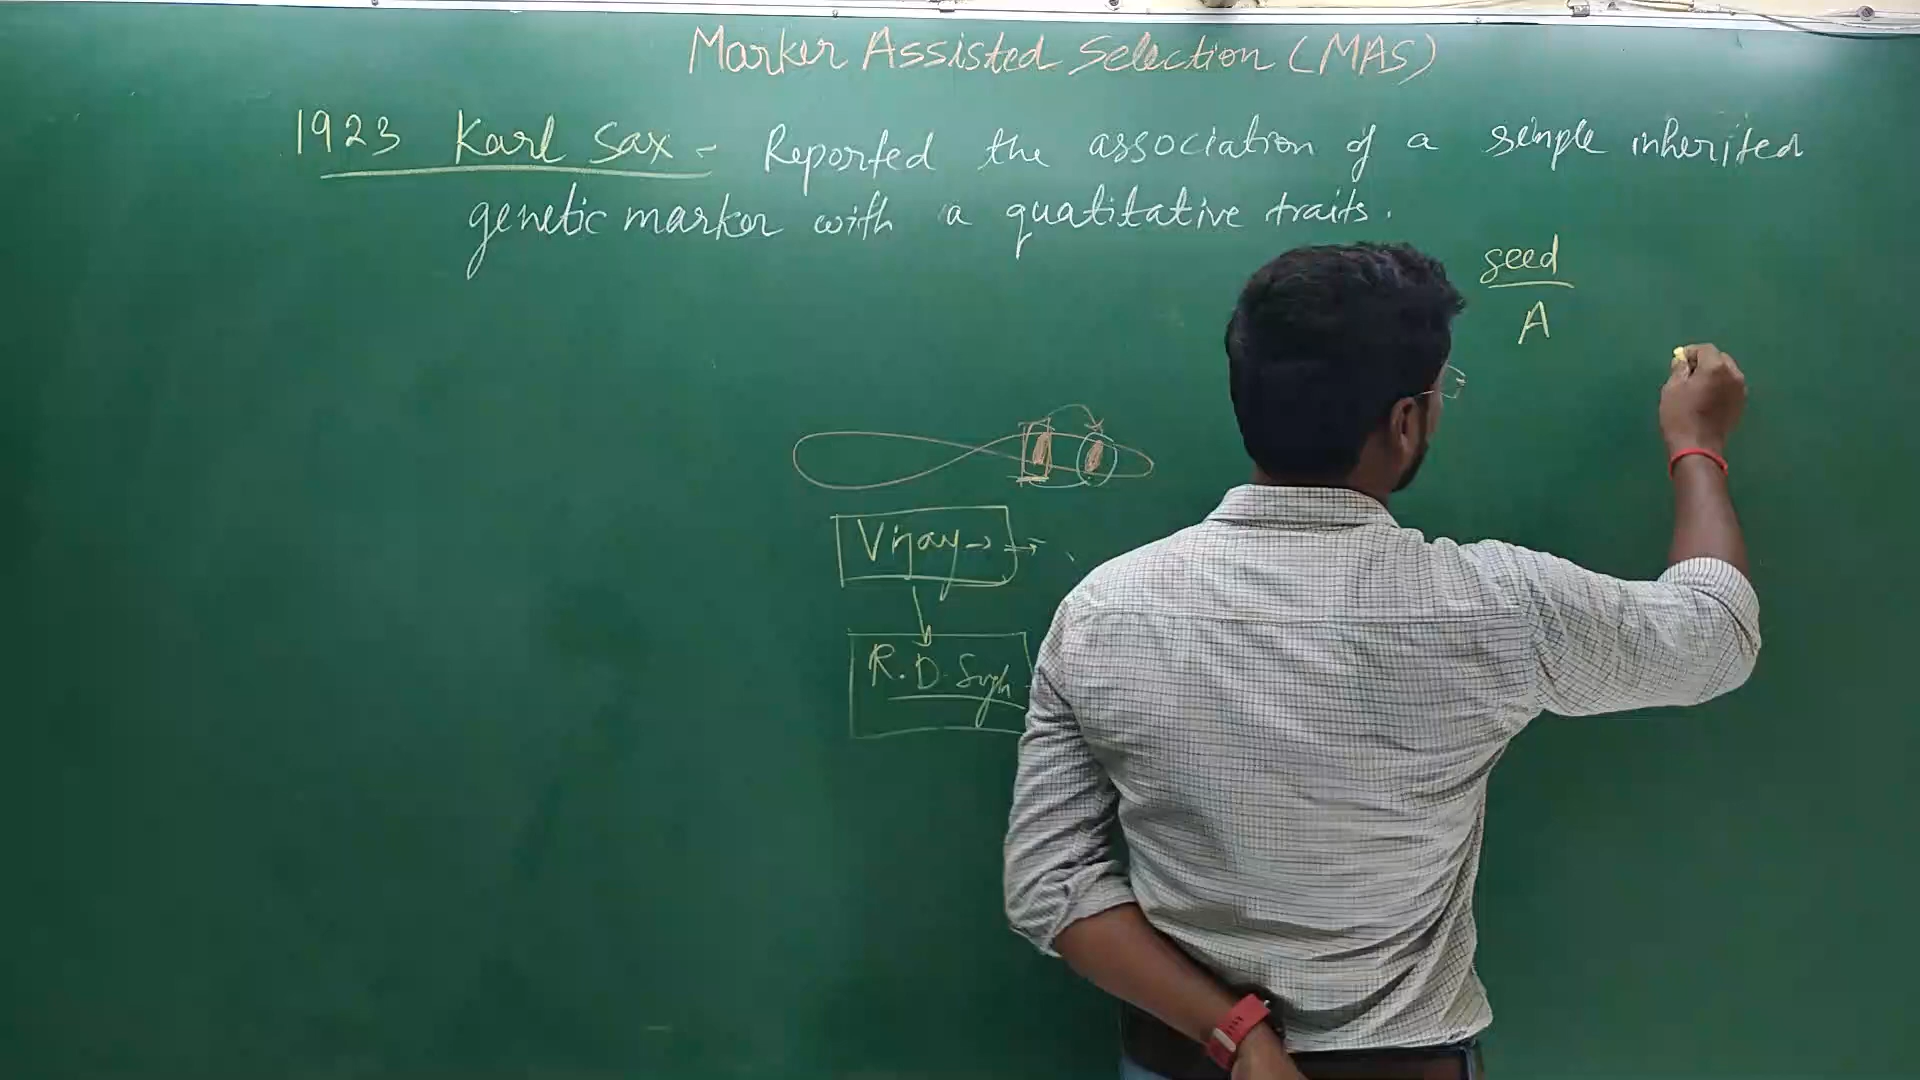 Marker Assisted Selection (MAS)
1923 Karl Sax - Reported the association of a simple inherited
genetic marker with a quatitative traits.
seed
A
Vijay →
R.D. Singh